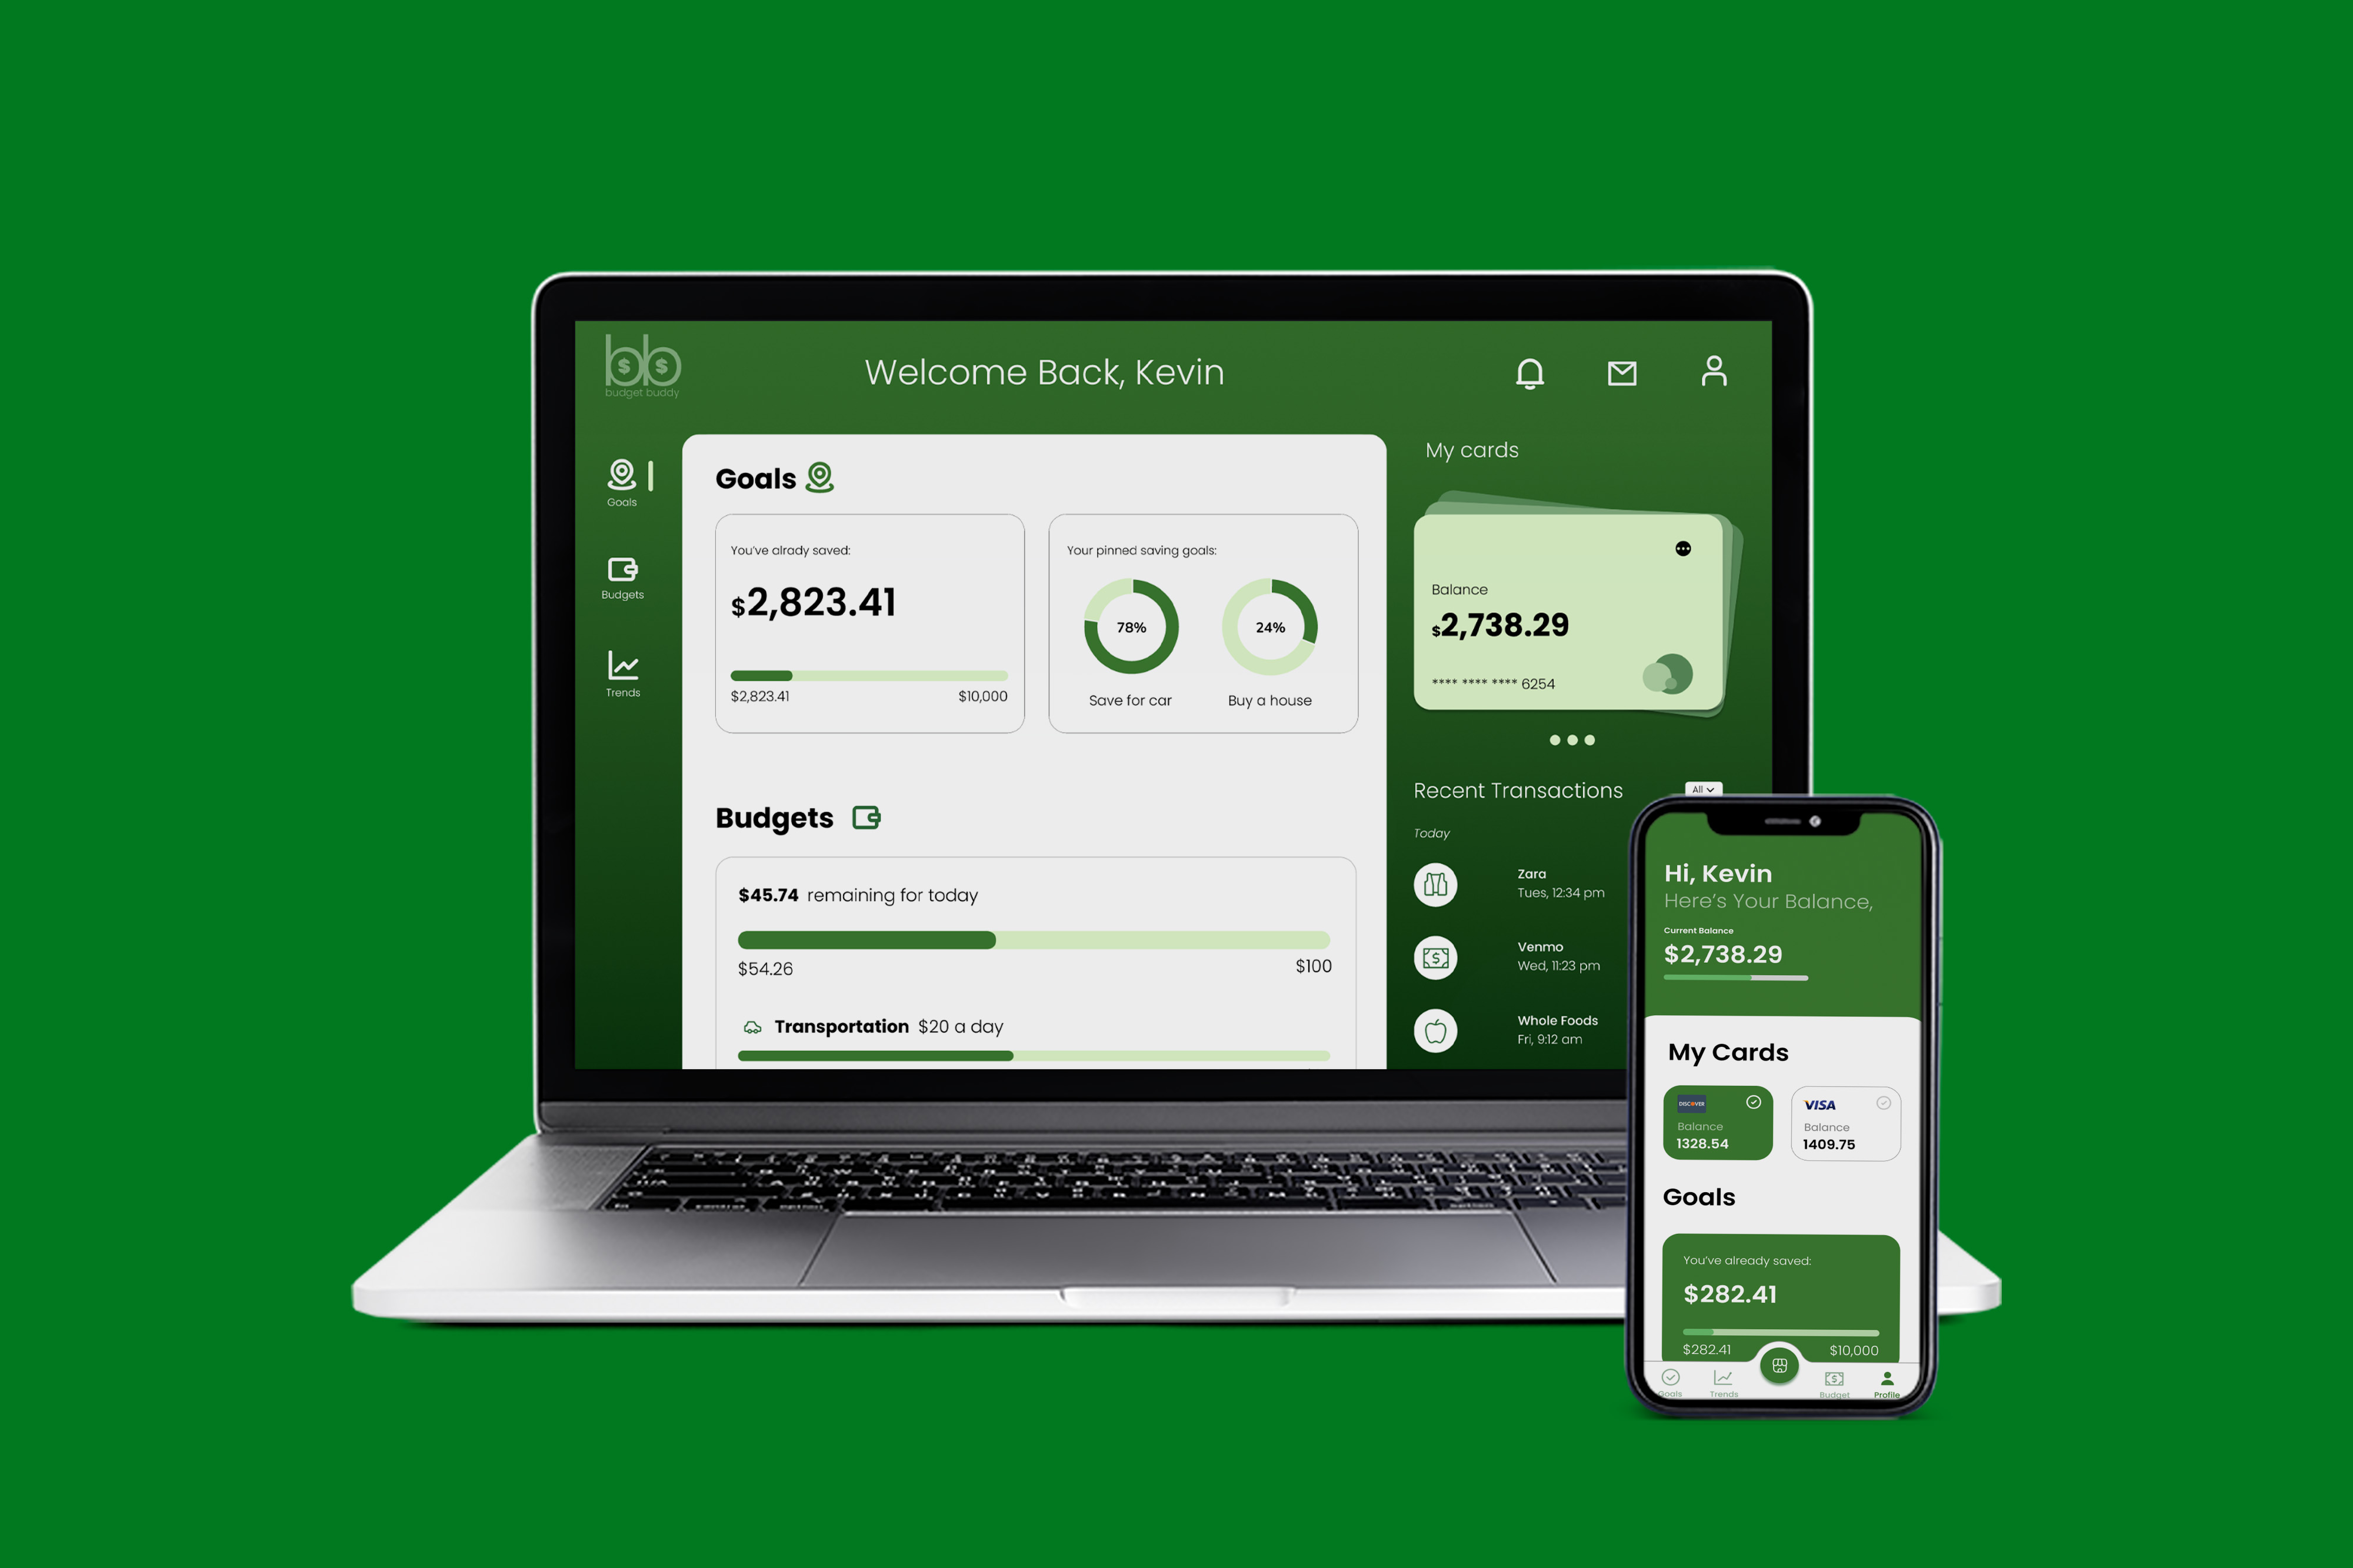 budget buddy
Welcome Back, Kevin
Goals
Budgets
Trends
Goals
You've alrady saved:
$2,823.41
$2,823.41 $10,000
Your pinned saving goals:
78% 24%
Save for car Buy a house
Budgets
$45.74 remaining for today
$54.26 $100
Transportation $20 a day
My cards
Balance
$2,738.29
**** **** **** 6254
Recent Transactions All
Today
Zara
Tues, 12:34 pm
Venmo
Wed, 11:23 pm
Whole Foods
Fri, 9:12 am
Hi, Kevin
Here's Your Balance,
Current Balance
$2,738.29
My Cards
DISCOVER
Balance
1328.54
VISA
Balance
1409.75
Goals
You've already saved:
$282.41
$282.41 $10,000
Goals Trends Budget Profile